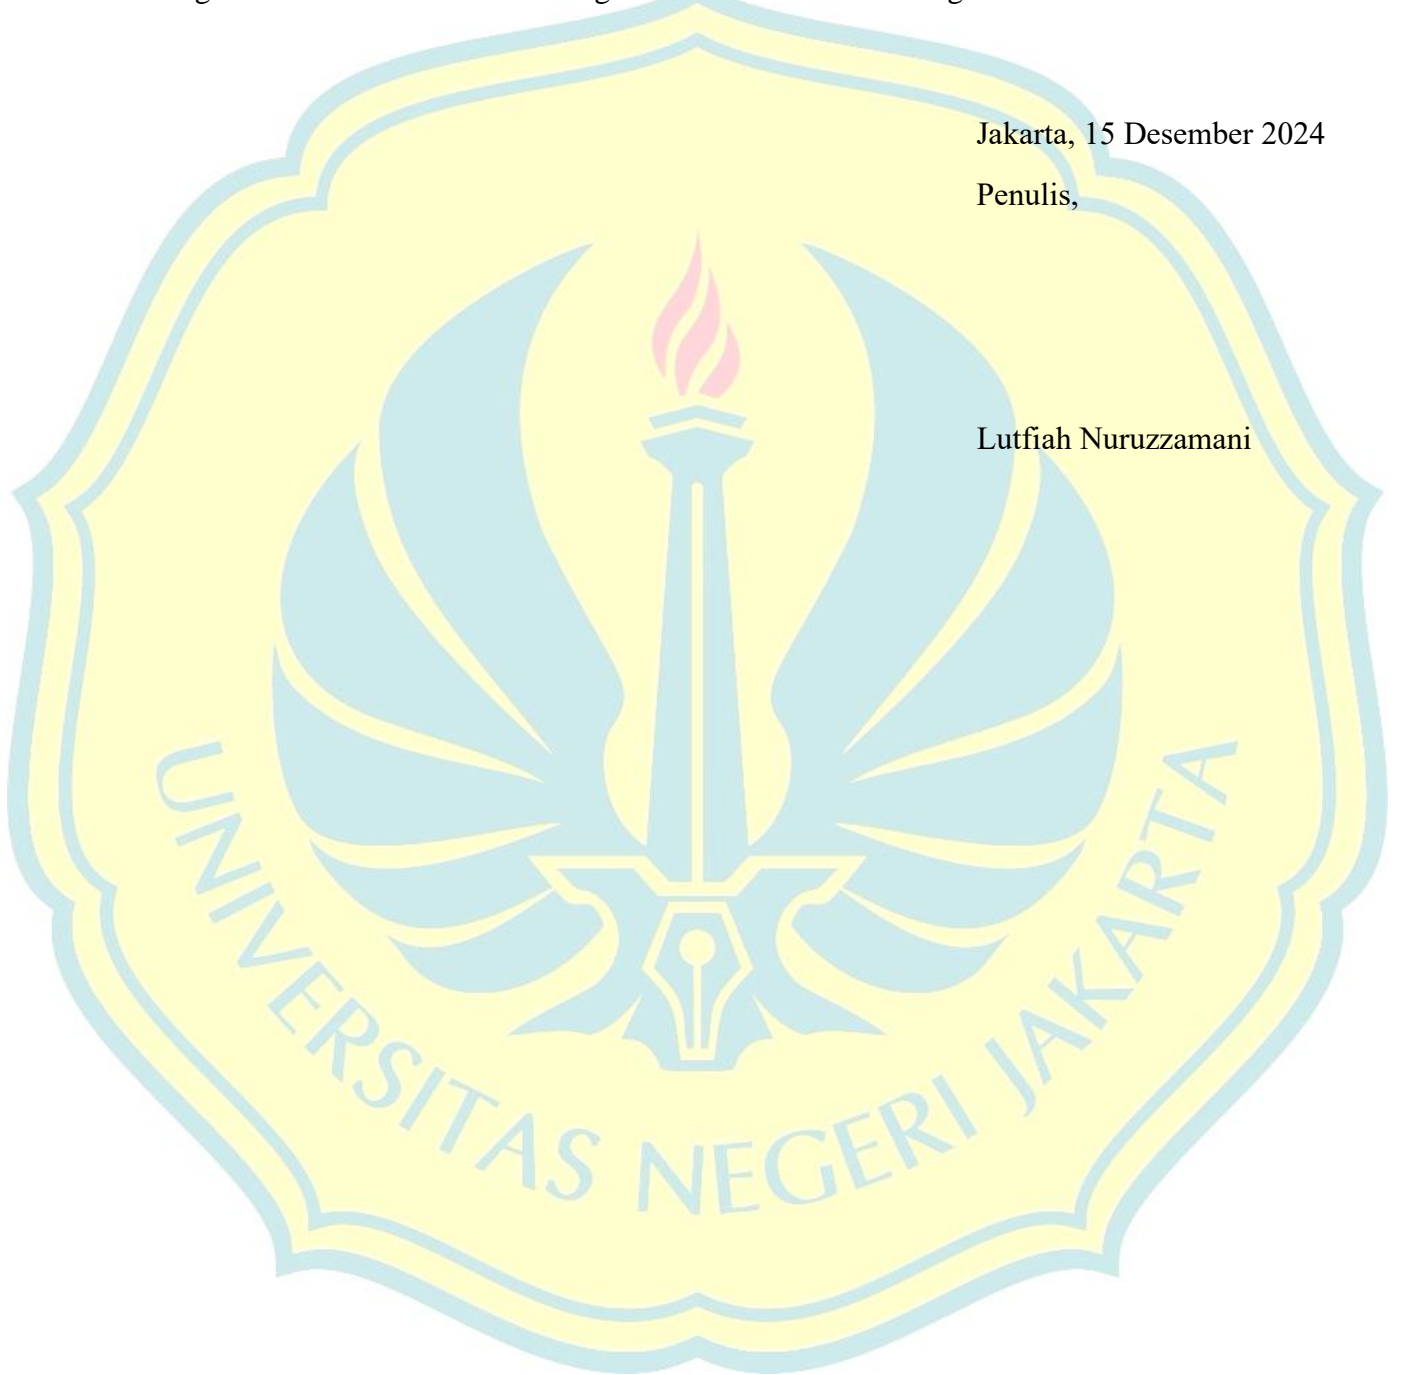 Jakarta, 15 Desember 2024
Penulis,
Lutfiah Nuruzzamani
UNIVERSITAS NEGERI JAKARTA